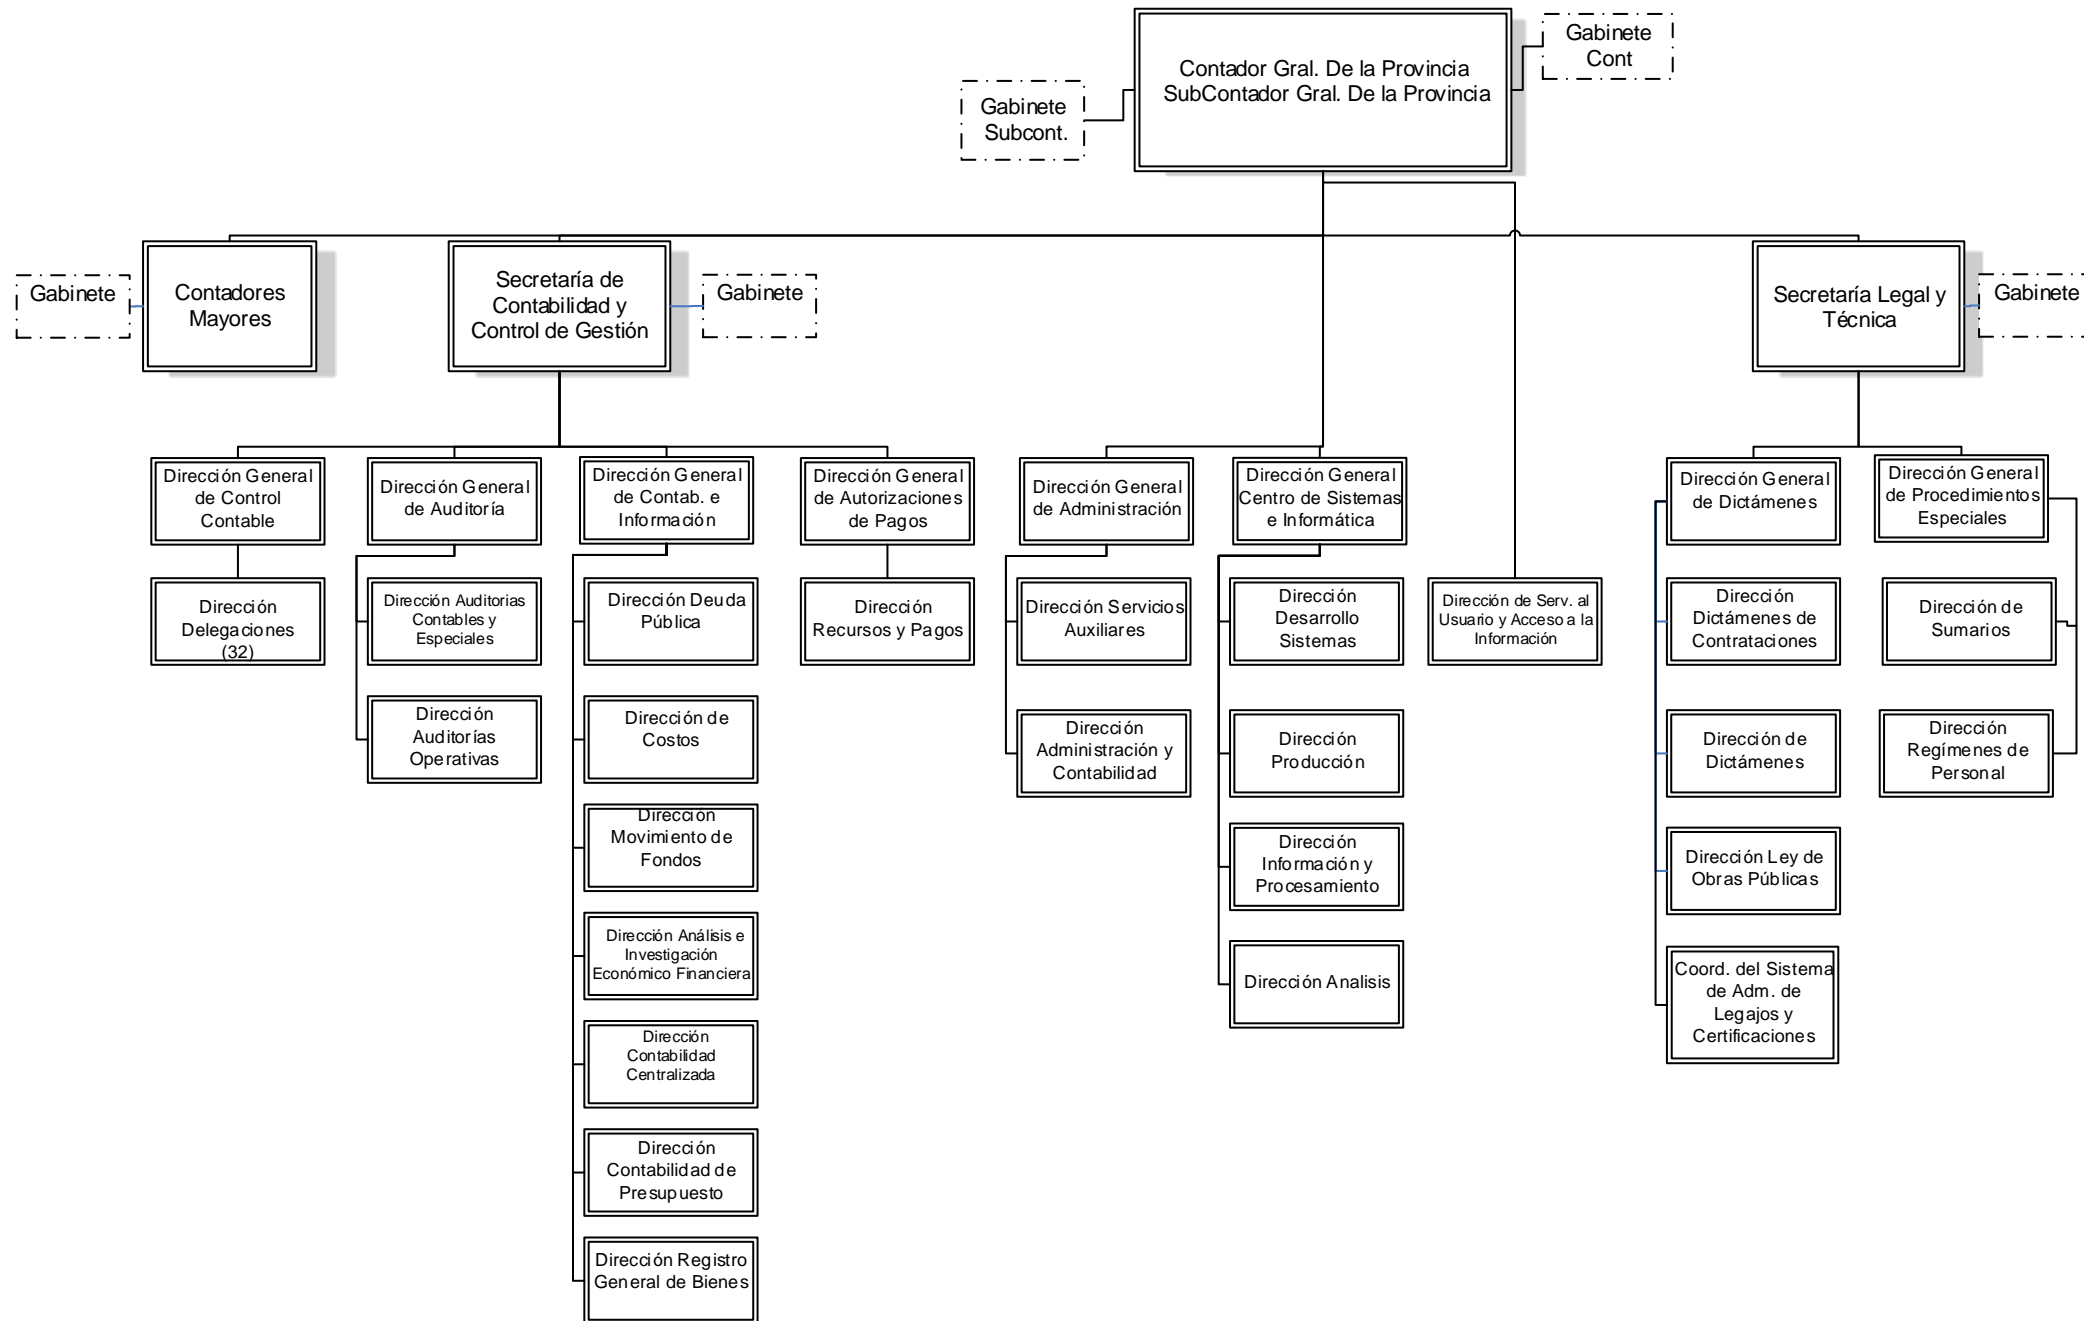 Contador Gral. De la Provincia
SubContador Gral. De la Provincia
Gabinete
Cont
Gabinete
Subcont.
Gabinete
Contadores
Mayores
Secretaría de
Contabilidad y
Control de Gestión
Gabinete
Secretaría Legal y
Técnica
Gabinete
Dirección General
de Control
Contable
Dirección General
de Auditoría
Dirección General
de Contab. e
Información
Dirección General
de Autorizaciones
de Pagos
Dirección General
de Administración
Dirección General
Centro de Sistemas
e Informática
Dirección General
de Dictámenes
Dirección General
de Procedimientos
Especiales
Dirección
Delegaciones
(32)
Dirección Auditorias
Contables y
Especiales
Dirección Deuda
Pública
Dirección
Recursos y Pagos
Dirección Servicios
Auxiliares
Dirección
Desarrollo
Sistemas
Dirección de Serv. al
Usuario y Acceso a la
Información
Dirección
Dictámenes de
Contrataciones
Dirección de
Sumarios
Dirección
Auditorías
Operativas
Dirección de
Costos
Dirección
Administración y
Contabilidad
Dirección
Producción
Dirección de
Dictámenes
Dirección
Regímenes de
Personal
Dirección
Movimiento de
Fondos
Dirección
Información y
Procesamiento
Dirección Ley de
Obras Públicas
Dirección Análisis e
Investigación
Económico Financiera
Dirección Analisis
Coord. del Sistema
de Adm. de
Legajos y
Certificaciones
Dirección
Contabilidad
Centralizada
Dirección
Contabilidad de
Presupuesto
Dirección Registro
General de Bienes